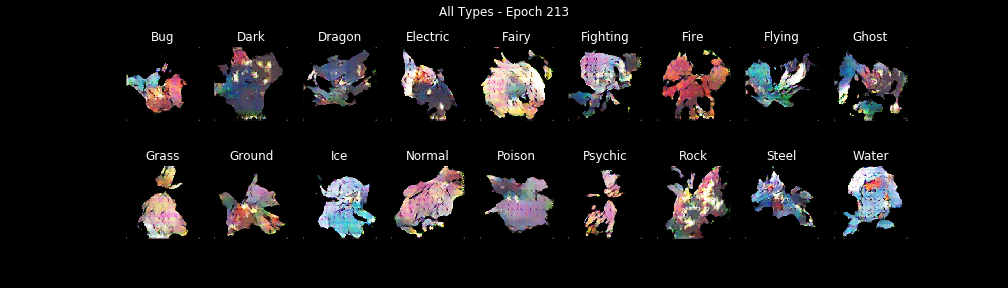 All Types - Epoch 213
Bug Dark Dragon Electric Fairy Fighting Fire Flying Ghost
Grass Ground Ice Normal Poison Psychic Rock Steel Water